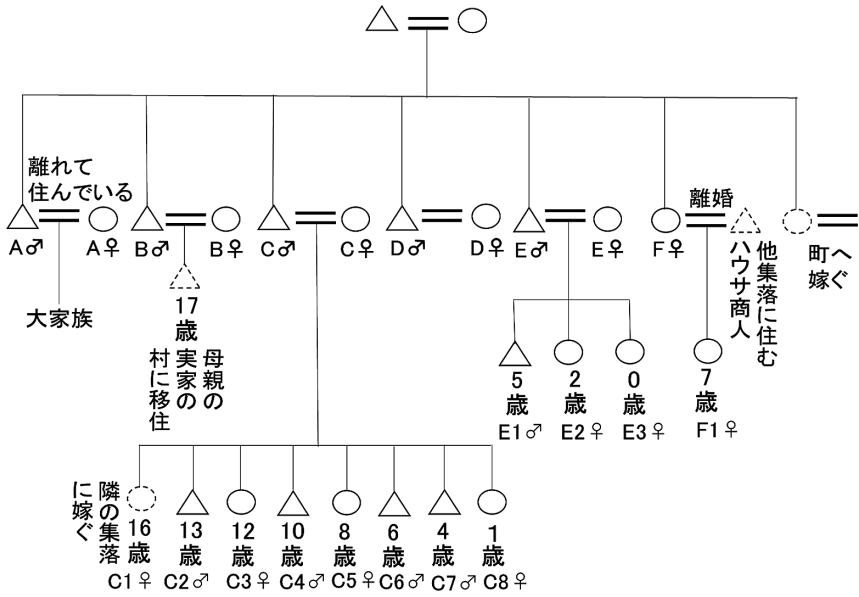 離れて
住んでいる
離婚
A♂
A♀
B♂
B♀
C♂
C♀
D♂
D♀
E♂
E♀
F♀
他集落に住む
ハウサ商人
町へ
嫁ぐ
大家族
17
歳
母親の
実家の
村に移住
5
歳
E1♂
2
歳
E2♀
0
歳
E3♀
7
歳
F1♀
隣の集落
に嫁ぐ
16
歳
C1♀
13
歳
C2♂
12
歳
C3♀
10
歳
C4♂
8
歳
C5♀
6
歳
C6♂
4
歳
C7♂
1
歳
C8♀